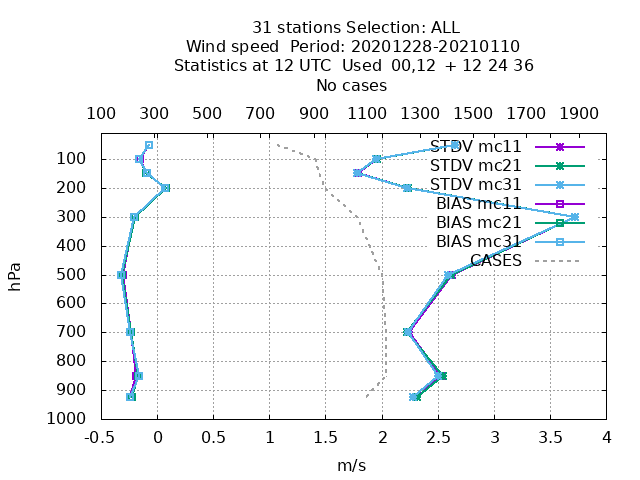 31 stations Selection: ALL
Wind speed  Period: 20201228-20210110
Statistics at 12 UTC  Used  00,12  + 12 24 36
No cases
100 300 500 700 900 1100 1300 1500 1700 1900
STDV mc11
STDV mc21
STDV mc31
BIAS mc11
BIAS mc21
BIAS mc31
CASES
hPa
100
200
300
400
500
600
700
800
900
1000
-0.5 0 0.5 1 1.5 2 2.5 3 3.5 4
m/s